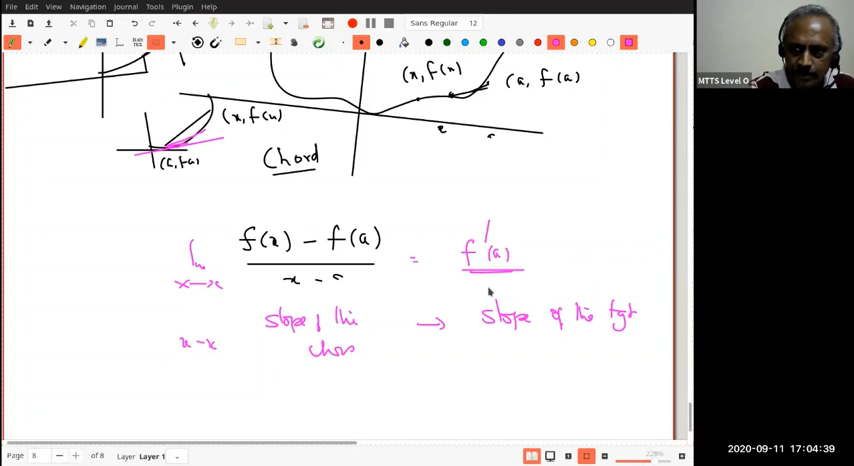 File Edit View Journal Tools Plugin Help
Sans Regular 12
(x, f(x)
(a, f(a)
(x, f(x)
(a, f(a)
Chord
x
a
lim x→a f(x) − f(a) / x − a = f′(a)
slope of the chord → slope of the tgt
MTTS Level O
Page 8 of 8 Layer Layer 1 228%
2020-09-11 17:04:39